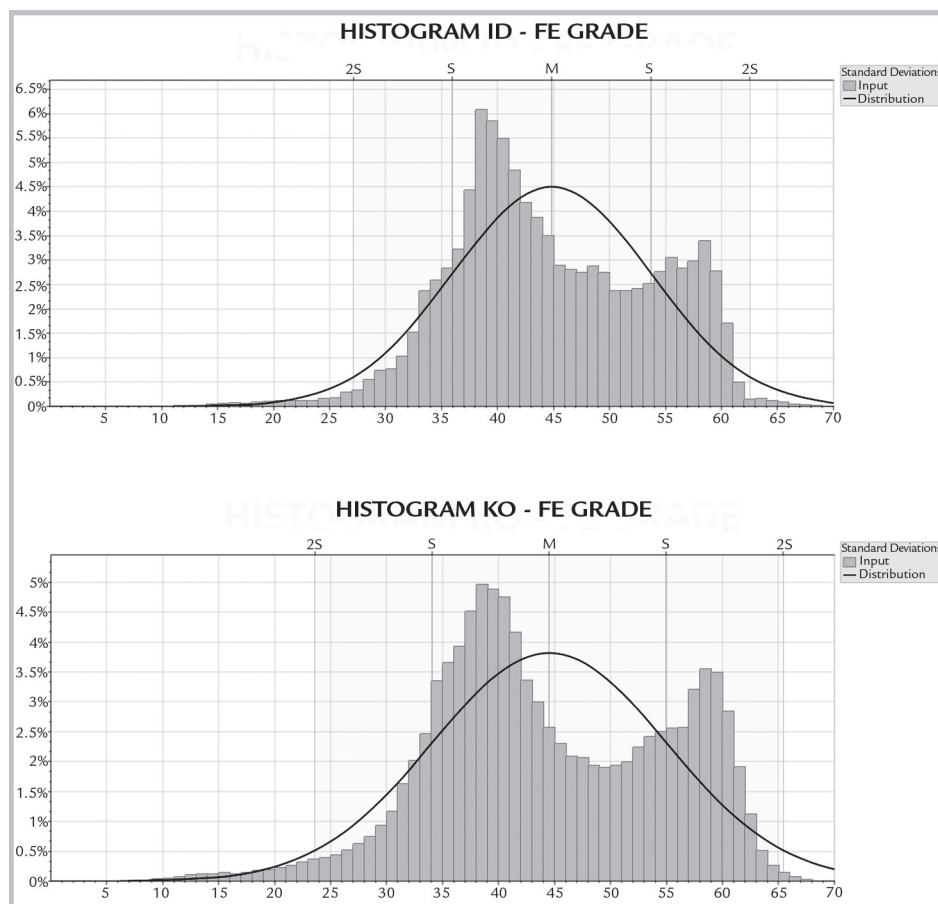 HISTOGRAM ID - FE GRADE
2S S M S 2S
Standard Deviations
Input
Distribution
6.5%
6%
5.5%
5%
4.5%
4%
3.5%
3%
2.5%
2%
1.5%
1%
0.5%
0%
5 10 15 20 25 30 35 40 45 50 55 60 65 70
HISTOGRAM KO - FE GRADE
2S S M S 2S
Standard Deviations
Input
Distribution
5%
4.5%
4%
3.5%
3%
2.5%
2%
1.5%
1%
0.5%
0%
5 10 15 20 25 30 35 40 45 50 55 60 65 70